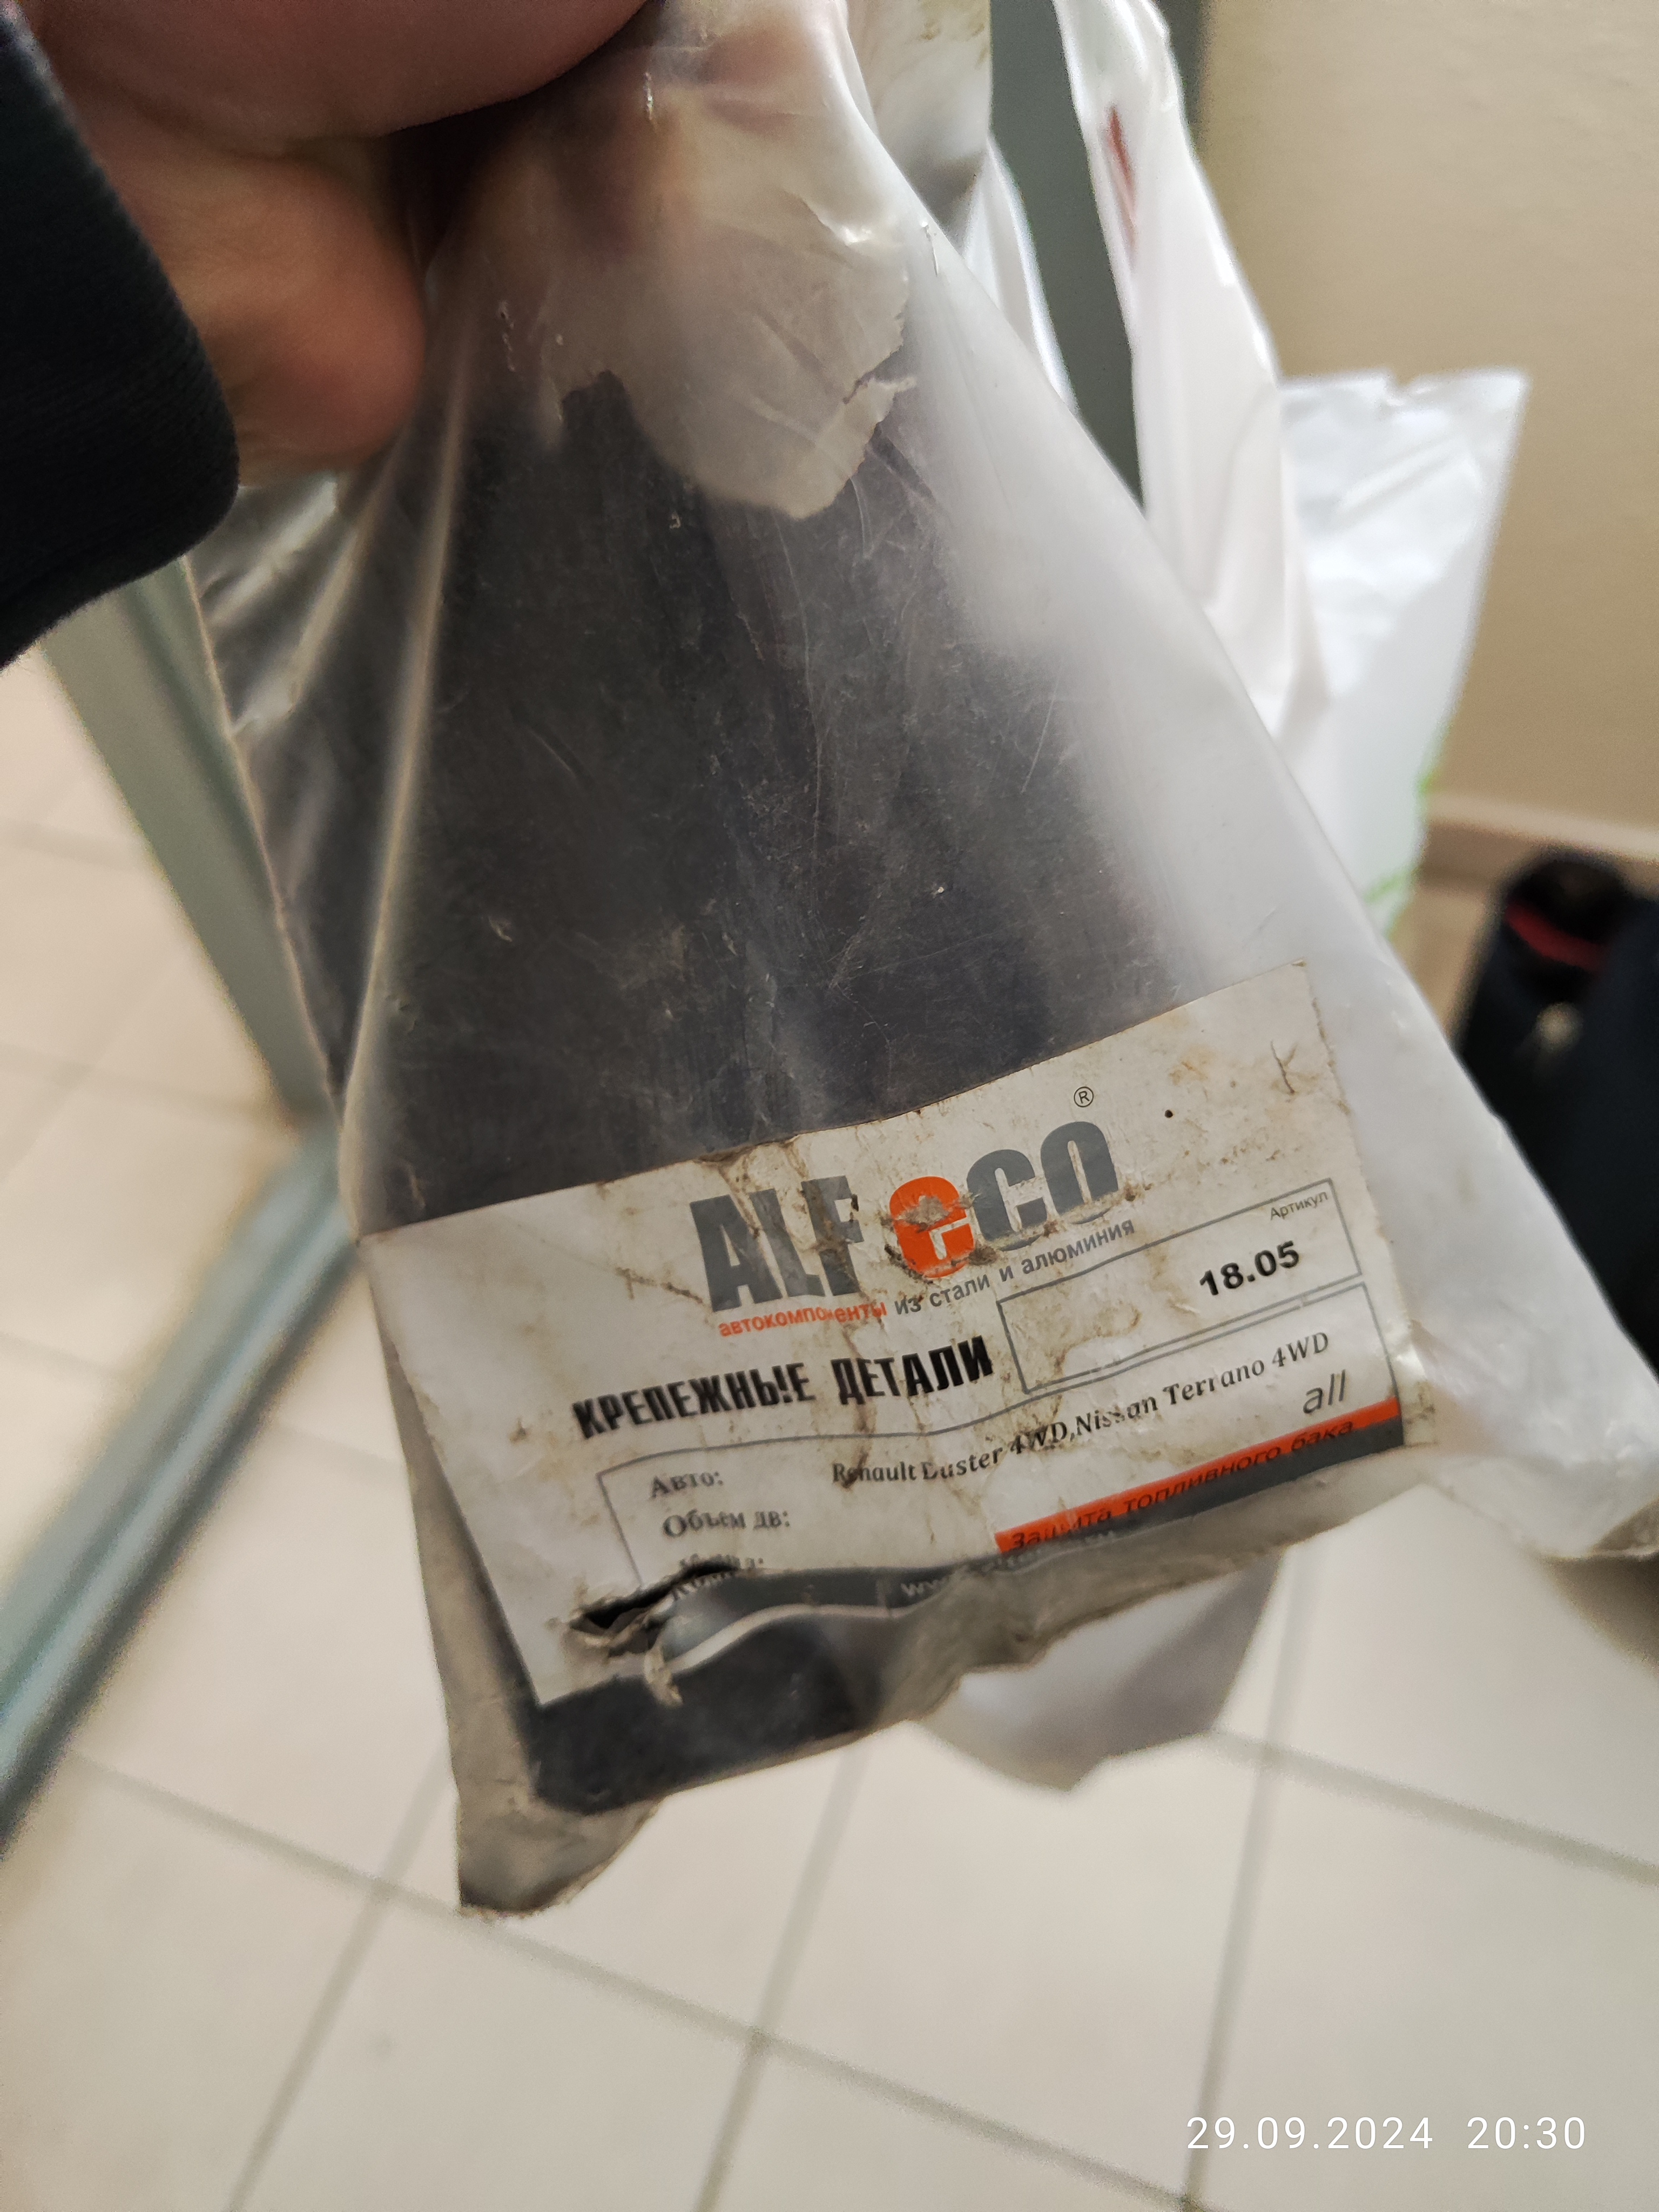 ALFeCO ®
автокомпоненты из стали и алюминия
Артикул
18.05
КРЕПЕЖНЫЕ ДЕТАЛИ
Авто: Renault Duster 4WD,Nissan Terrano 4WD
Объем дв: all
Защита топливного бака
29.09.2024 20:30